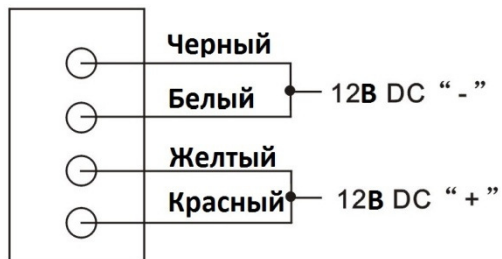 Черный
12В DC “ - ”
Белый
Желтый
12В DC “ + ”
Красный